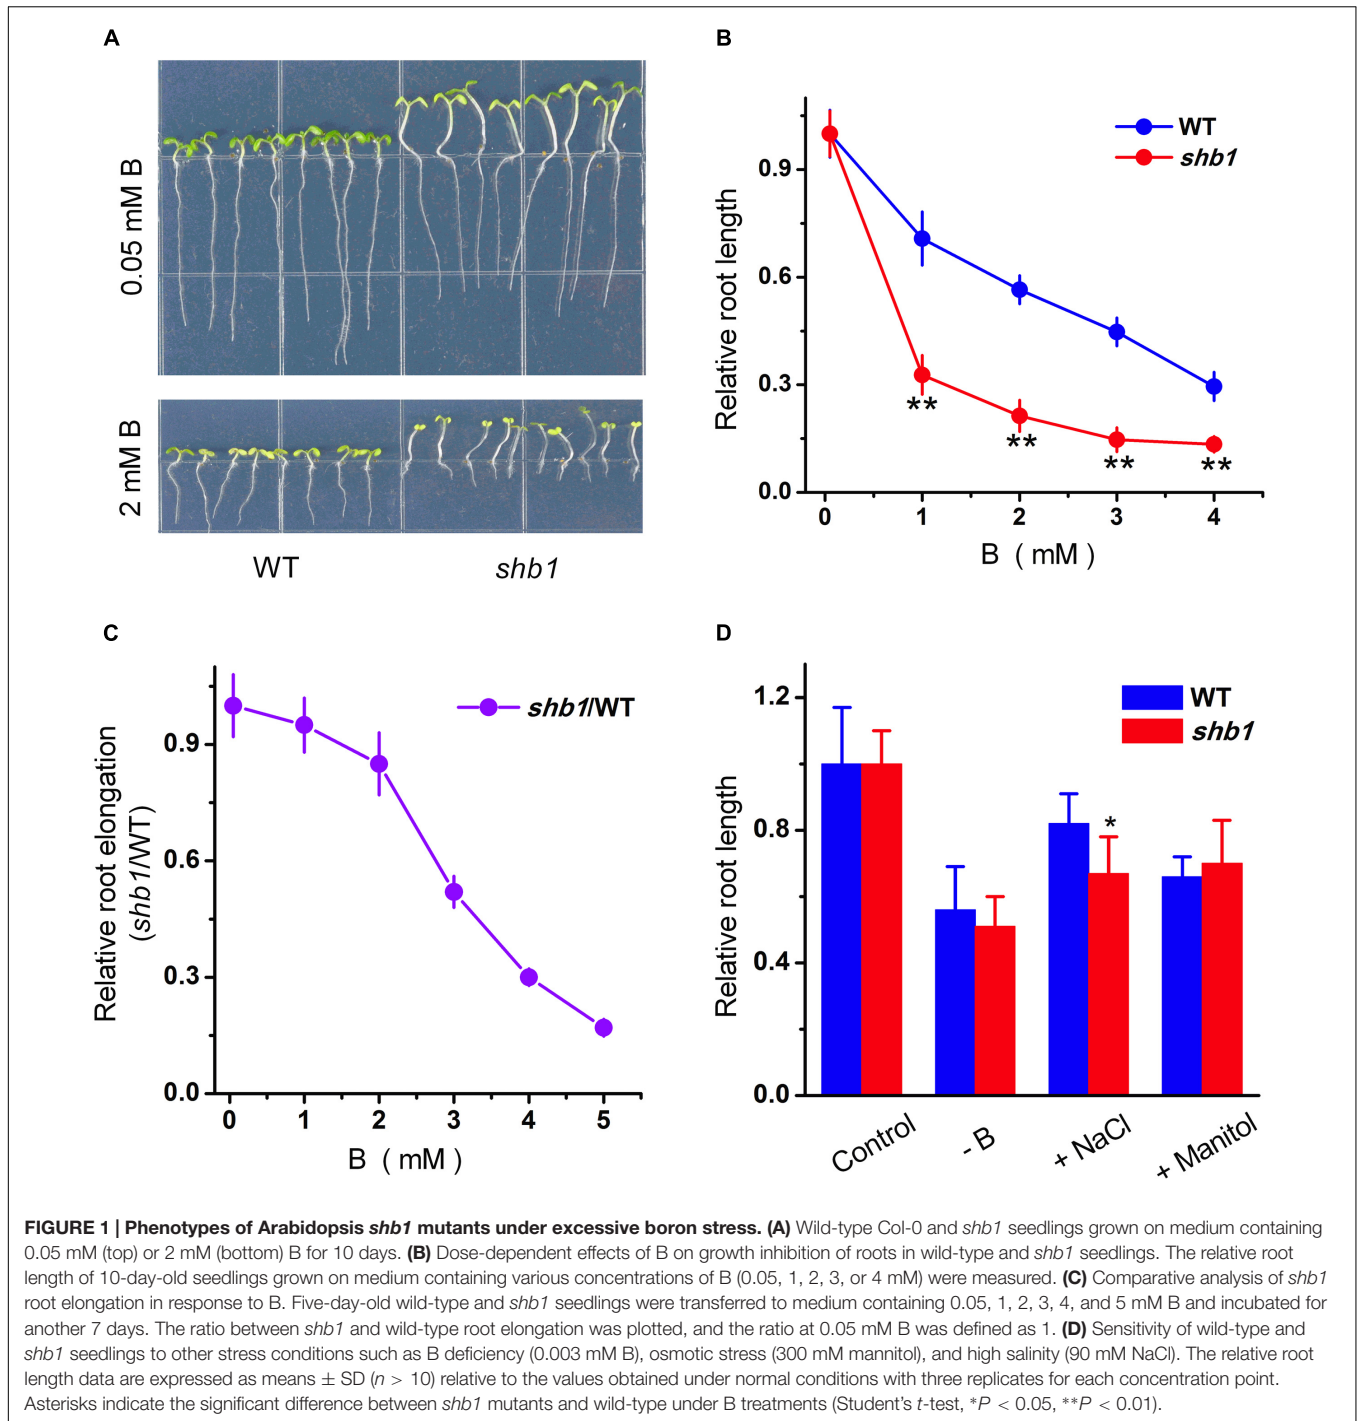 A
0.05 mM B
2 mM B
WT
shb1
B
Relative root length
0.9
0.6
0.3
0.0
0
1
2
3
4
B ( mM )
WT
shb1
**
**
**
**
C
Relative root elongation
(shb1/WT)
0.9
0.6
0.3
0.0
0
1
2
3
4
5
B ( mM )
shb1/WT
D
Relative root length
1.2
0.8
0.4
0.0
WT
shb1
*
Control
- B
+ NaCl
+ Manitol
FIGURE 1 | Phenotypes of Arabidopsis shb1 mutants under excessive boron stress. (A) Wild-type Col-0 and shb1 seedlings grown on medium containing
0.05 mM (top) or 2 mM (bottom) B for 10 days. (B) Dose-dependent effects of B on growth inhibition of roots in wild-type and shb1 seedlings. The relative root
length of 10-day-old seedlings grown on medium containing various concentrations of B (0.05, 1, 2, 3, or 4 mM) were measured. (C) Comparative analysis of shb1
root elongation in response to B. Five-day-old wild-type and shb1 seedlings were transferred to medium containing 0.05, 1, 2, 3, 4, and 5 mM B and incubated for
another 7 days. The ratio between shb1 and wild-type root elongation was plotted, and the ratio at 0.05 mM B was defined as 1. (D) Sensitivity of wild-type and
shb1 seedlings to other stress conditions such as B deficiency (0.003 mM B), osmotic stress (300 mM mannitol), and high salinity (90 mM NaCl). The relative root
length data are expressed as means ± SD (n > 10) relative to the values obtained under normal conditions with three replicates for each concentration point.
Asterisks indicate the significant difference between shb1 mutants and wild-type under B treatments (Student's t-test, *P < 0.05, **P < 0.01).